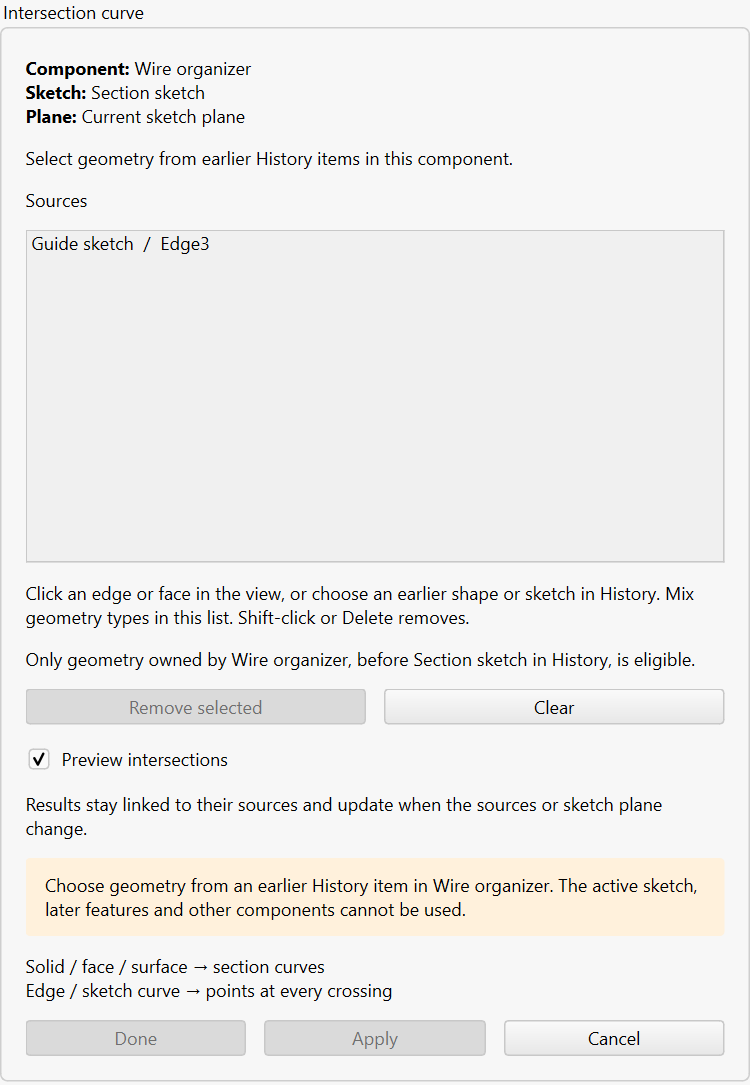 Intersection curve
Component: Wire organizer
Sketch: Section sketch
Plane: Current sketch plane
Select geometry from earlier History items in this component.
Sources
Guide sketch / Edge3
Click an edge or face in the view, or choose an earlier shape or sketch in History. Mix
geometry types in this list. Shift-click or Delete removes.
Only geometry owned by Wire organizer, before Section sketch in History, is eligible.
Remove selected
Clear
Preview intersections
Results stay linked to their sources and update when the sources or sketch plane
change.
Choose geometry from an earlier History item in Wire organizer. The active sketch,
later features and other components cannot be used.
Solid / face / surface → section curves
Edge / sketch curve → points at every crossing
Done
Apply
Cancel